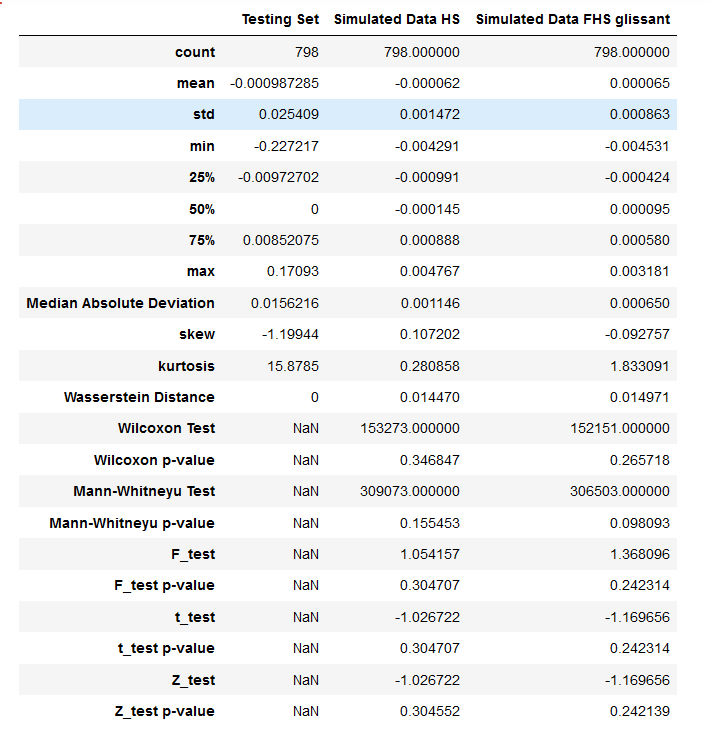 Testing Set Simulated Data HS Simulated Data FHS glissant
count 798 798.000000 798.000000
mean -0.000987285 -0.000062 0.000065
std 0.025409 0.001472 0.000863
min -0.227217 -0.004291 -0.004531
25% -0.00972702 -0.000991 -0.000424
50% 0 -0.000145 0.000095
75% 0.00852075 0.000888 0.000580
max 0.17093 0.004767 0.003181
Median Absolute Deviation 0.0156216 0.001146 0.000650
skew -1.19944 0.107202 -0.092757
kurtosis 15.8785 0.280858 1.833091
Wasserstein Distance 0 0.014470 0.014971
Wilcoxon Test NaN 153273.000000 152151.000000
Wilcoxon p-value NaN 0.346847 0.265718
Mann-Whitneyu Test NaN 309073.000000 306503.000000
Mann-Whitneyu p-value NaN 0.155453 0.098093
F_test NaN 1.054157 1.368096
F_test p-value NaN 0.304707 0.242314
t_test NaN -1.026722 -1.169656
t_test p-value NaN 0.304707 0.242314
Z_test NaN -1.026722 -1.169656
Z_test p-value NaN 0.304552 0.242139